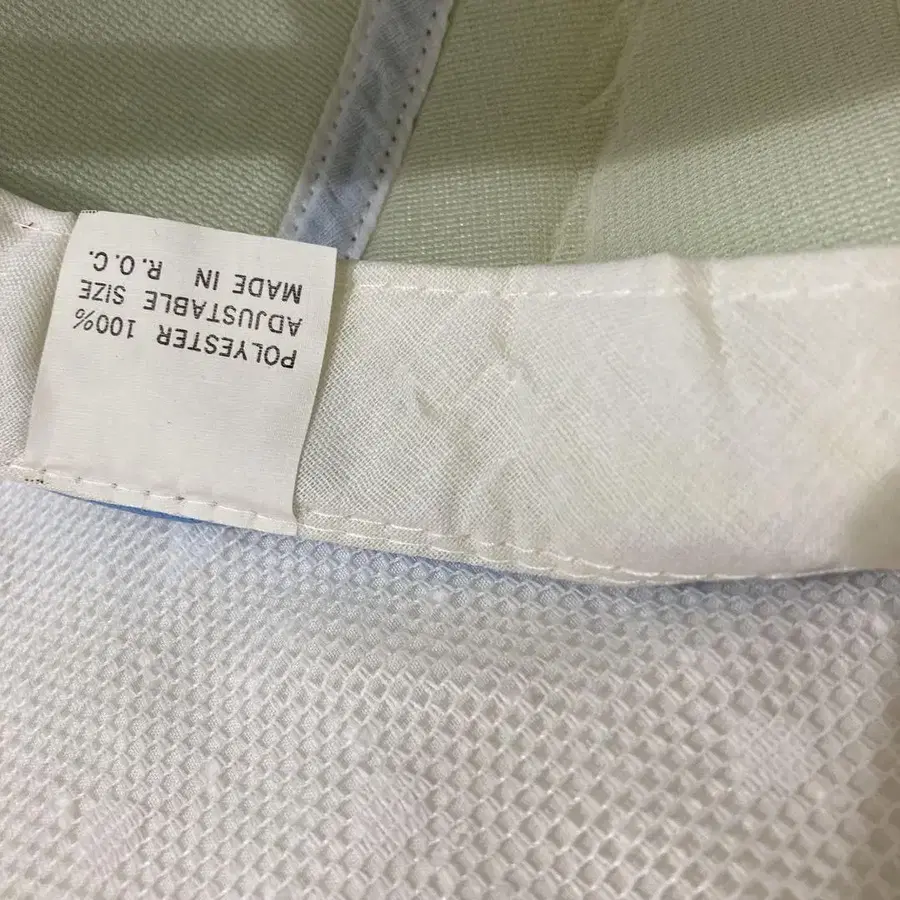 POLYESTER 100%
ADJUSTABLE SIZE
MADE IN R.O.C.